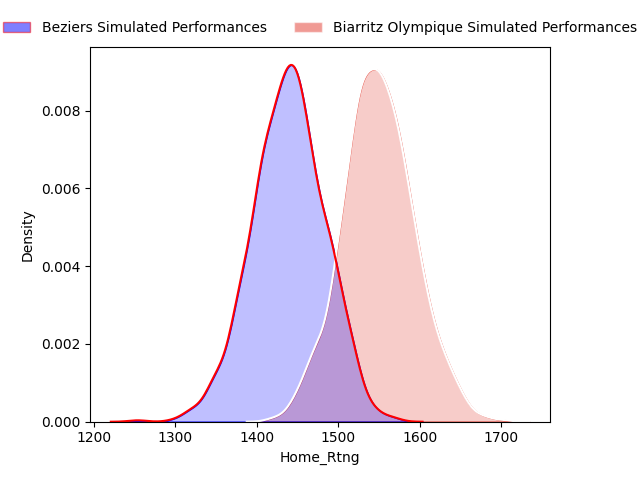 Beziers Simulated Performances
Biarritz Olympique Simulated Performances
0.008
0.006
0.004
0.002
0.000
1200
1300
1400
1500
1600
1700
Density
Home_Rtng